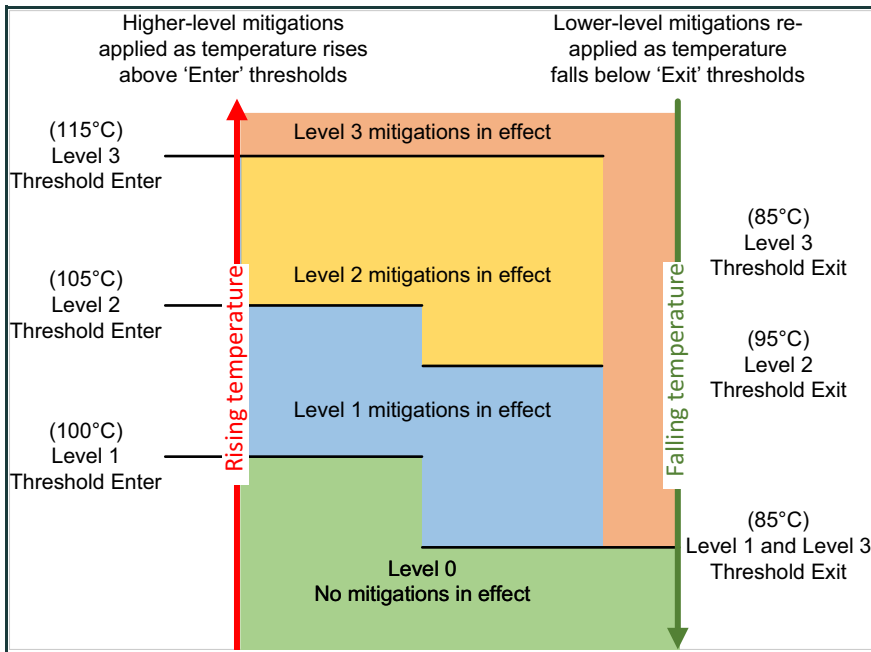 Higher-level mitigations
applied as temperature rises
above ‘Enter’ thresholds
Lower-level mitigations re-
applied as temperature
falls below ‘Exit’ thresholds
(115°C)
Level 3
Threshold Enter
Level 3 mitigations in effect
(85°C)
Level 3
Threshold Exit
(105°C)
Level 2
Threshold Enter
Level 2 mitigations in effect
(95°C)
Level 2
Threshold Exit
(100°C)
Level 1
Threshold Enter
Level 1 mitigations in effect
Rising temperature
Falling temperature
(85°C)
Level 1 and Level 3
Threshold Exit
Level 0
No mitigations in effect